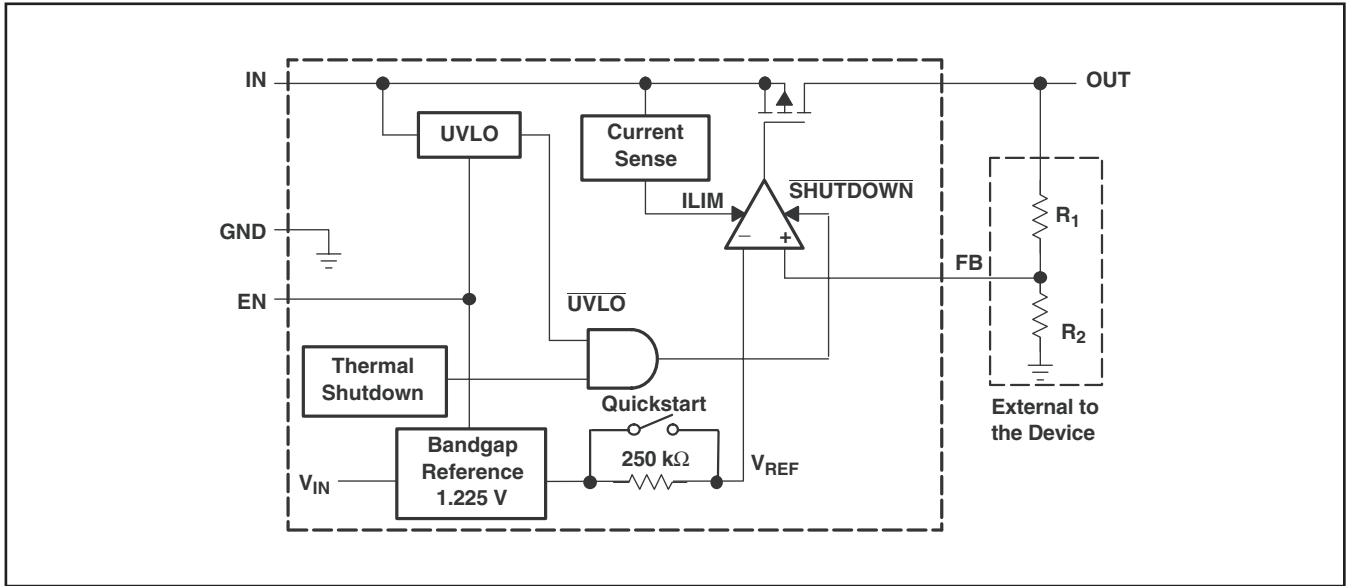 IN
OUT
UVLO
Current
Sense
SHUTDOWN
ILIM
R1
GND
−
+
FB
EN
UVLO
R2
Thermal
Shutdown
Quickstart
External to
the Device
Bandgap
Reference
1.225 V
250 kΩ
VREF
VIN